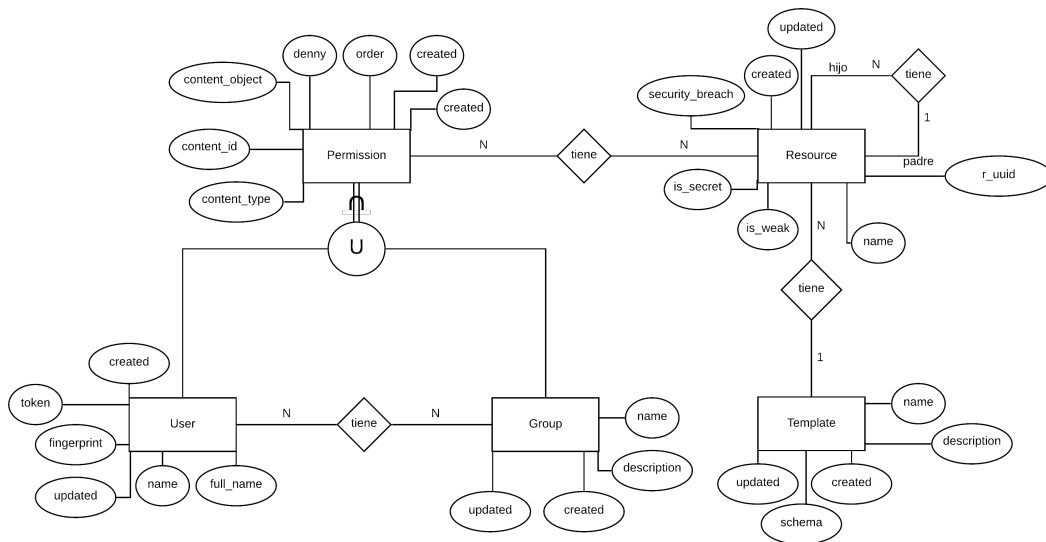 updated
denny
order
created
hijo
N
tiene
content_object
created
security_breach
created
1
content_id
Permission
N
tiene
N
Resource
padre
r_uuid
content_type
is_secret
is_weak
N
name
U
U
tiene
created
1
token
name
User
N
tiene
N
Group
name
Template
fingerprint
description
description
updated
name
full_name
updated
created
updated
created
schema